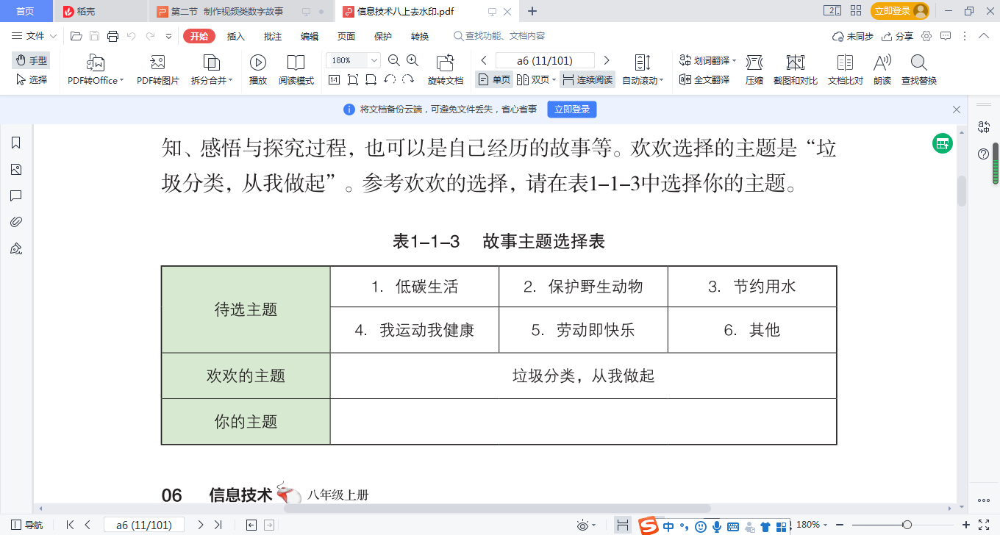 首页 稻壳 第二节 制作视频类数字故事 信息技术八上去水印.pdf 立即登录
文件 开始 插入 批注 编辑 页面 保护 转换 查找功能、文档内容 未同步 分享
手型 180% a6 (11/101) 划词翻译
选择 PDF转Office PDF转图片 拆分合并 播放 阅读模式 1:1 旋转文档 单页 双页 连续阅读 自动滚动 全文翻译 压缩 截图和对比 文档比对 朗读 查找替换
将文档备份云端，可避免文件丢失，省心省事 立即登录
知、感悟与探究过程，也可以是自己经历的故事等。欢欢选择的主题是“垃
圾分类，从我做起”。参考欢欢的选择，请在表1–1–3中选择你的主题。
表1–1–3 故事主题选择表
待选主题
1. 低碳生活 2. 保护野生动物 3. 节约用水
4. 我运动我健康 5. 劳动即快乐 6. 其他
欢欢的主题 垃圾分类，从我做起
你的主题
06 信息技术 八年级上册
导航 a6 (11/101) 中 180%